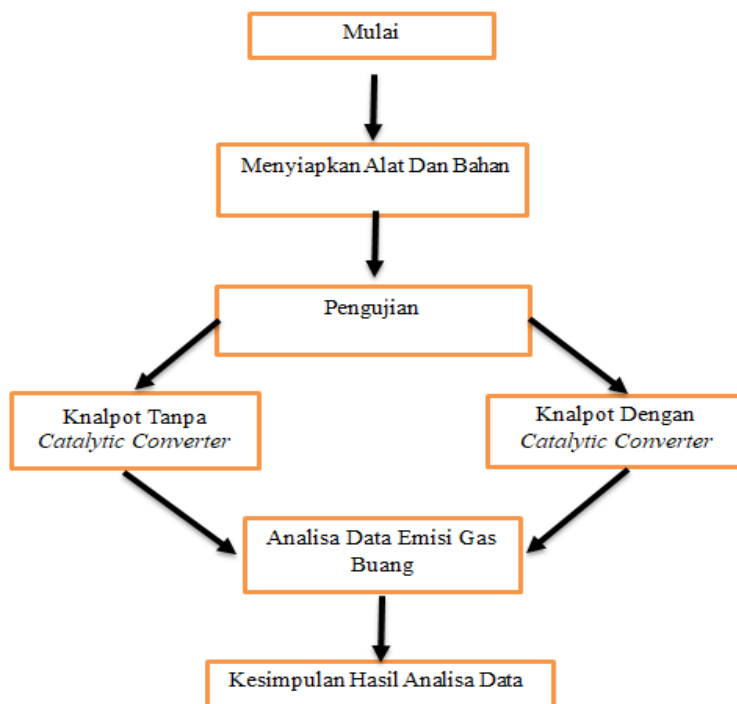 Mulai
Menyiapkan Alat Dan Bahan
Pengujian
Knalpot Tanpa
Catalytic Converter
Knalpot Dengan
Catalytic Converter
Analisa Data Emisi Gas
Buang
Kesimpulan Hasil Analisa Data